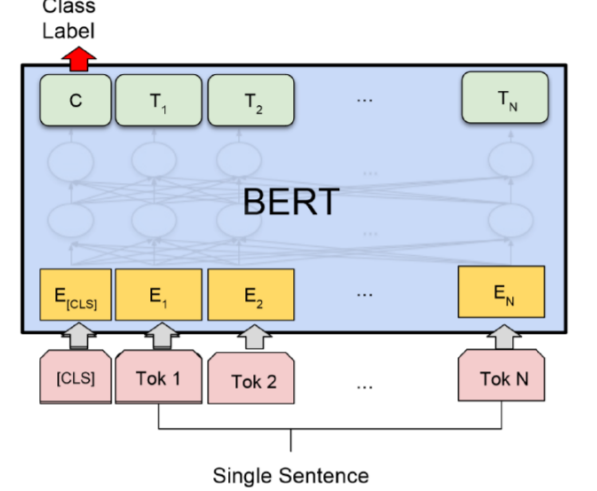 Class
Label
C T1 T2 ... TN
...
BERT
...
E[CLS] E1 E2 ... EN
[CLS] Tok 1 Tok 2 ... Tok N
Single Sentence